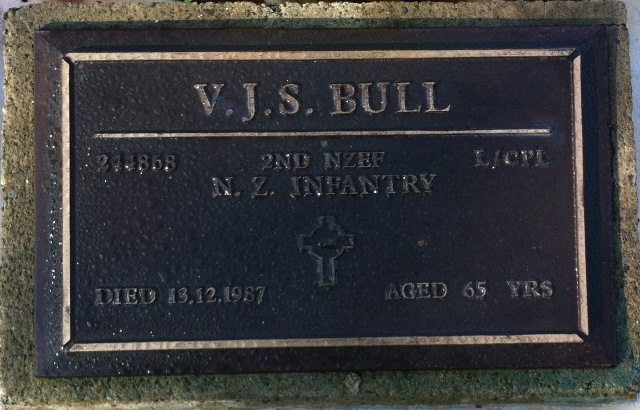 V.J.S. BULL
244868 2ND NZEF L/CPL
N. Z. INFANTRY
DIED 13.12.1987 AGED 65 YRS